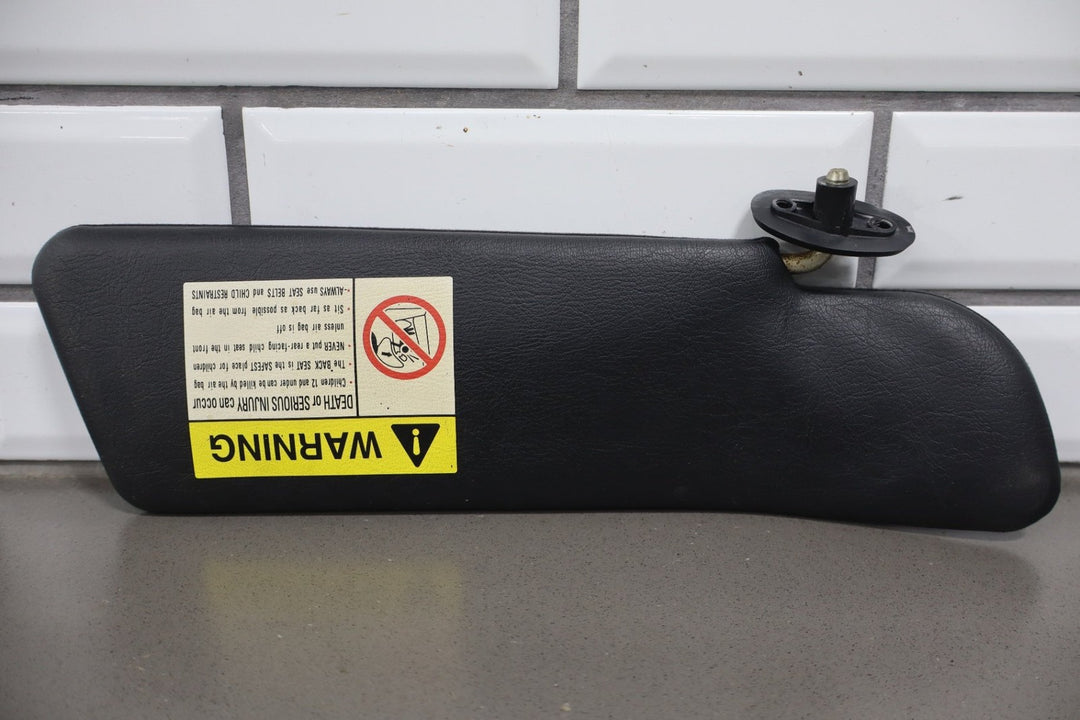 WARNING
DEATH or SERIOUS INJURY can occur
• Children 12 and under can be killed by the air bag
• The BACK SEAT is the SAFEST place for children
• NEVER put a rear-facing child seat in the front
unless air bag is off
• Sit as far back as possible from the air bag
• ALWAYS use SEAT BELTS and CHILD RESTRAINTS